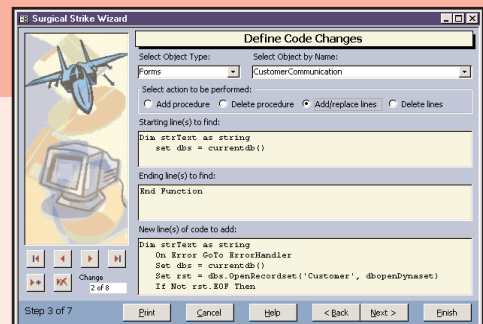 Surgical Strike Wizard
Define Code Changes
Select Object Type:
Select Object by Name:
Forms
CustomerCommunication
Select action to be performed:
Add procedure
Delete procedure
Add/replace lines
Delete lines
Starting line(s) to find:
Dim strText as string
set dbs = currentdb()
Ending line(s) to find:
End Function
New line(s) of code to add:
Dim strText as string
On Error GoTo ErrorHandler
Set dbs = currentdb()
Set rst = dbs.OpenRecordset('Customer', dbopenDynaset)
If Not rst.EOF Then
Change
2 of 8
Step 3 of 7
Print
Cancel
Help
< Back
Next >
Finish